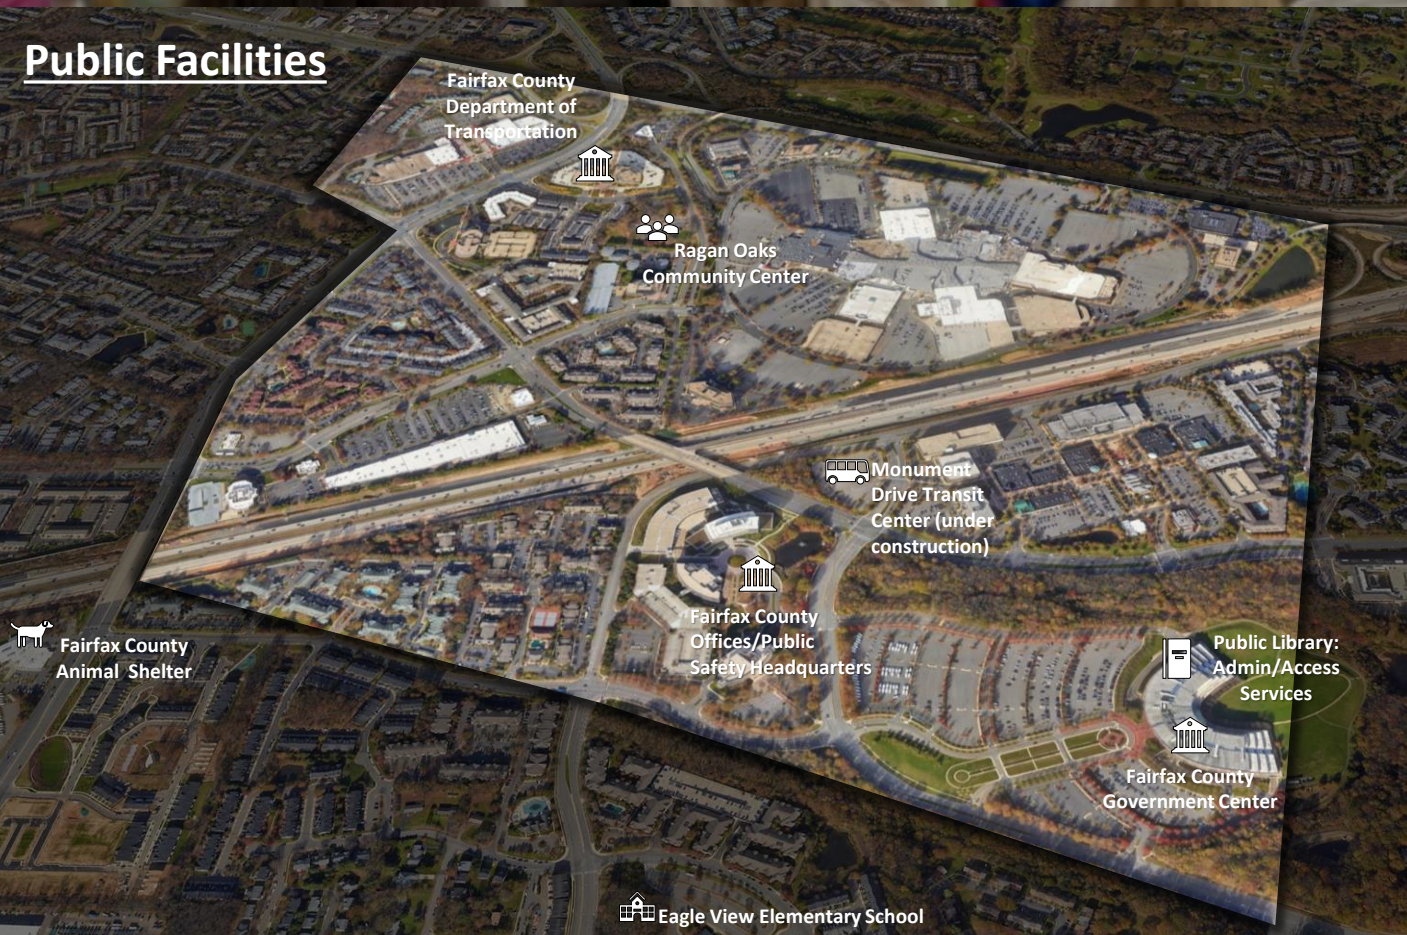 Public Facilities
Fairfax County
Department of
Transportation
Ragan Oaks
Community Center
Monument
Drive Transit
Center (under
construction)
Fairfax County
Offices/Public
Safety Headquarters
Fairfax County
Animal Shelter
Public Library:
Admin/Access
Services
Fairfax County
Government Center
Eagle View Elementary School